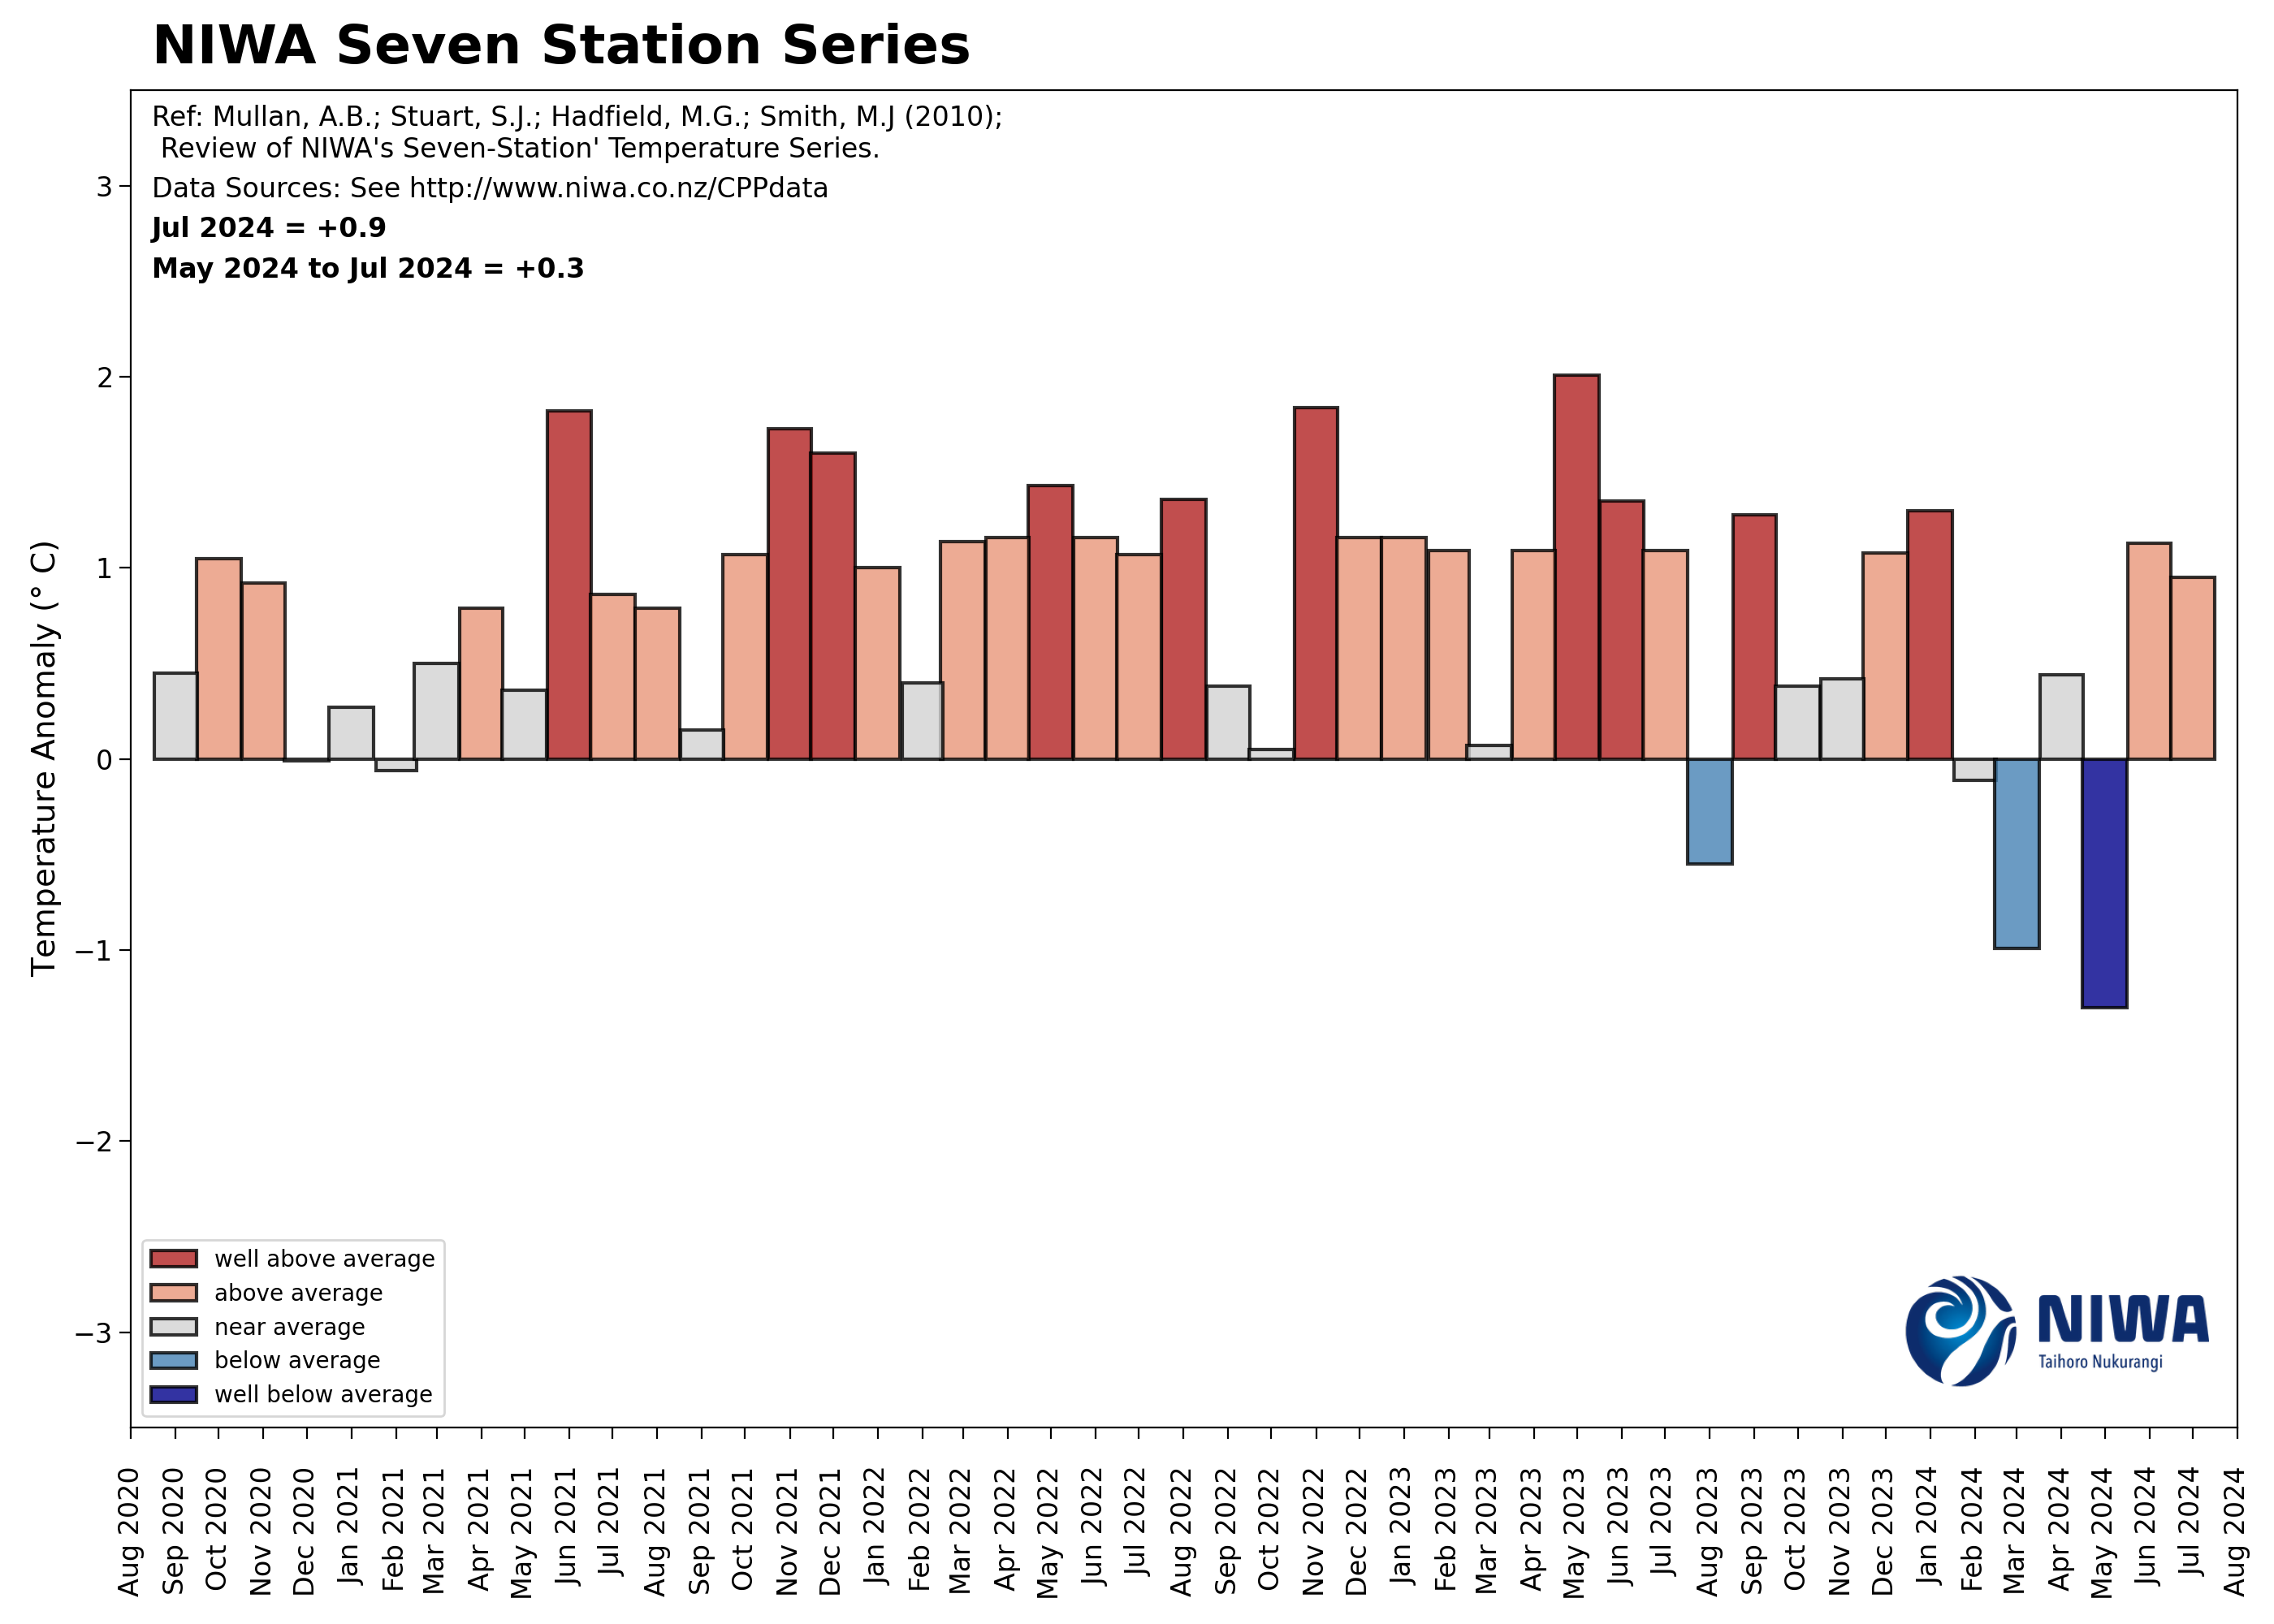 NIWA Seven Station Series
Ref: Mullan, A.B.; Stuart, S.J.; Hadfield, M.G.; Smith, M.J (2010);
Review of NIWA's Seven-Station' Temperature Series.
Data Sources: See http://www.niwa.co.nz/CPPdata
Jul 2024 = +0.9
May 2024 to Jul 2024 = +0.3
Temperature Anomaly (° C)
3
2
1
0
−1
−2
−3
well above average
above average
near average
below average
well below average
NIWA
Taihoro Nukurangi
Aug 2020
Sep 2020
Oct 2020
Nov 2020
Dec 2020
Jan 2021
Feb 2021
Mar 2021
Apr 2021
May 2021
Jun 2021
Jul 2021
Aug 2021
Sep 2021
Oct 2021
Nov 2021
Dec 2021
Jan 2022
Feb 2022
Mar 2022
Apr 2022
May 2022
Jun 2022
Jul 2022
Aug 2022
Sep 2022
Oct 2022
Nov 2022
Dec 2022
Jan 2023
Feb 2023
Mar 2023
Apr 2023
May 2023
Jun 2023
Jul 2023
Aug 2023
Sep 2023
Oct 2023
Nov 2023
Dec 2023
Jan 2024
Feb 2024
Mar 2024
Apr 2024
May 2024
Jun 2024
Jul 2024
Aug 2024